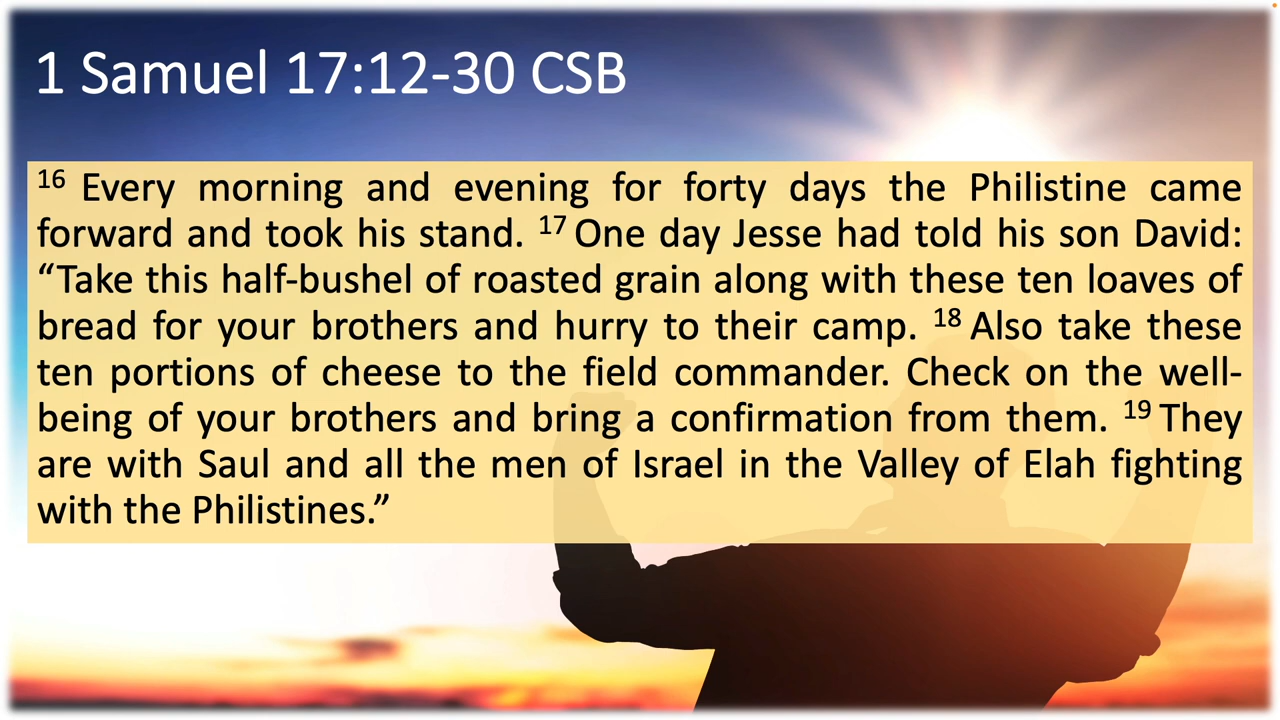 1 Samuel 17:12-30 CSB
16 Every morning and evening for forty days the Philistine came
forward and took his stand. 17 One day Jesse had told his son David:
“Take this half-bushel of roasted grain along with these ten loaves of
bread for your brothers and hurry to their camp. 18 Also take these
ten portions of cheese to the field commander. Check on the well-
being of your brothers and bring a confirmation from them. 19 They
are with Saul and all the men of Israel in the Valley of Elah fighting
with the Philistines.”